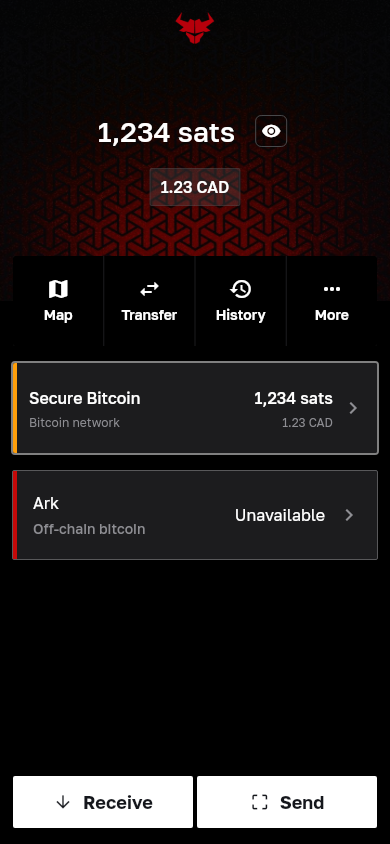 1,234 sats
1.23 CAD
Map
Transfer
History
More
Secure Bitcoin
1,234 sats
Bitcoin network
1.23 CAD
Ark
Unavailable
Off-chain bitcoin
Receive
Send